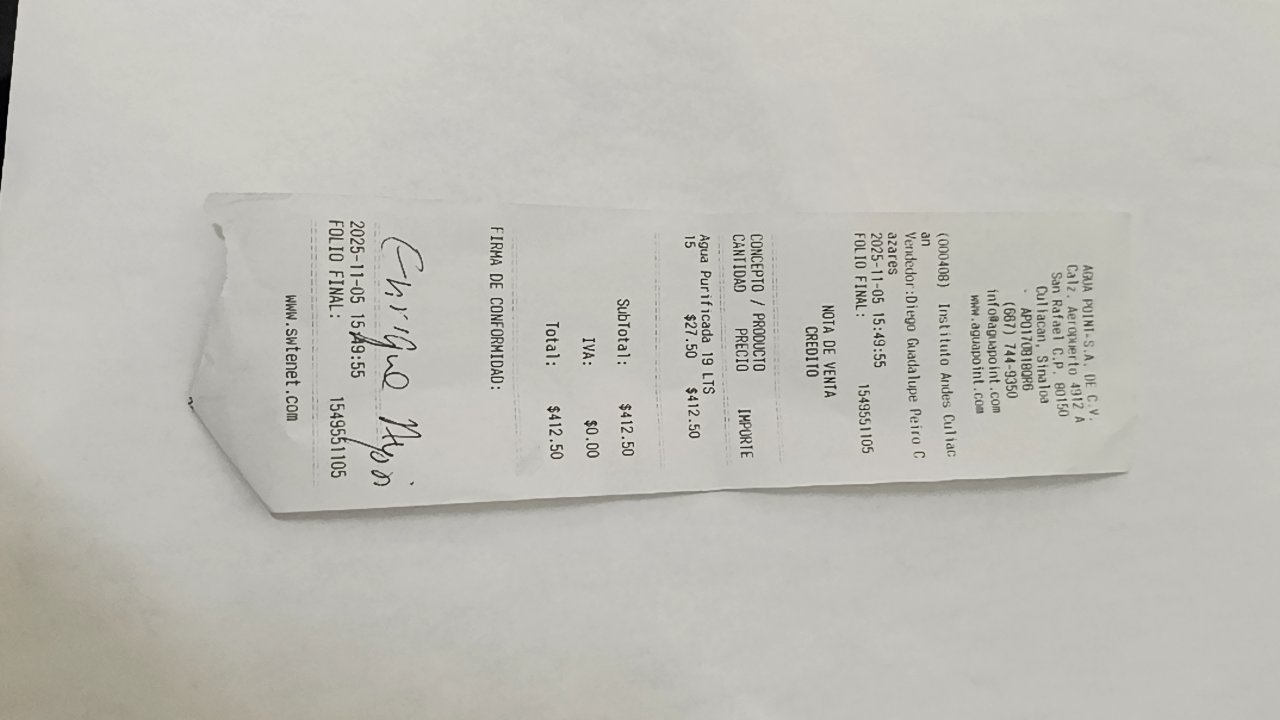 AGUA POINT-S.A. DE C.V.
Calz. Aeropuerto 4912 A
San Rafael C.P. 80150
Culiacan, Sinaloa
- APO170818QR6
(667) 744-9350
info@aguapoint.com
www.aguapoint.com
(000408) Instituto Andes Culiac
an
Vendedor:Diego Guadalupe Peiro C
azares
2025-11-05 15:49:55
FOLIO FINAL: 1549551105
NOTA DE VENTA
CREDITO
CONCEPTO / PRODUCTO
CANTIDAD PRECIO IMPORTE
Agua Purificada 19 LTS
15 $27.50 $412.50
SubTotal: $412.50
IVA: $0.00
Total: $412.50
FIRMA DE CONFORMIDAD:
2025-11-05 15:49:55
FOLIO FINAL: 1549551105
www.swtenet.com